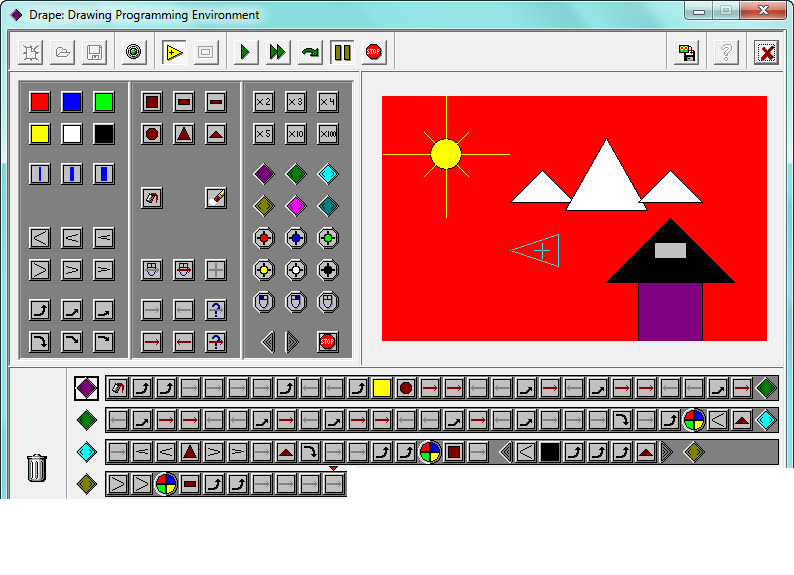 Drape: Drawing Programming Environment
STOP
×2 ×3 ×4
×5 ×10 ×100
? ?
STOP